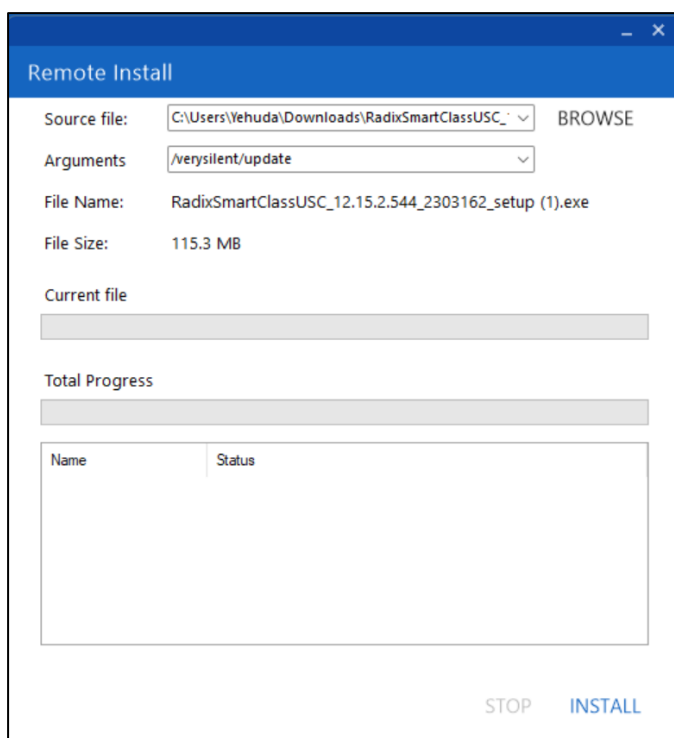 Remote Install
Source file: C:\Users\Yehuda\Downloads\RadixSmartClassUSC_ BROWSE
Arguments /verysilent/update
File Name: RadixSmartClassUSC_12.15.2.544_2303162_setup (1).exe
File Size: 115.3 MB
Current file
Total Progress
Name Status
STOP INSTALL